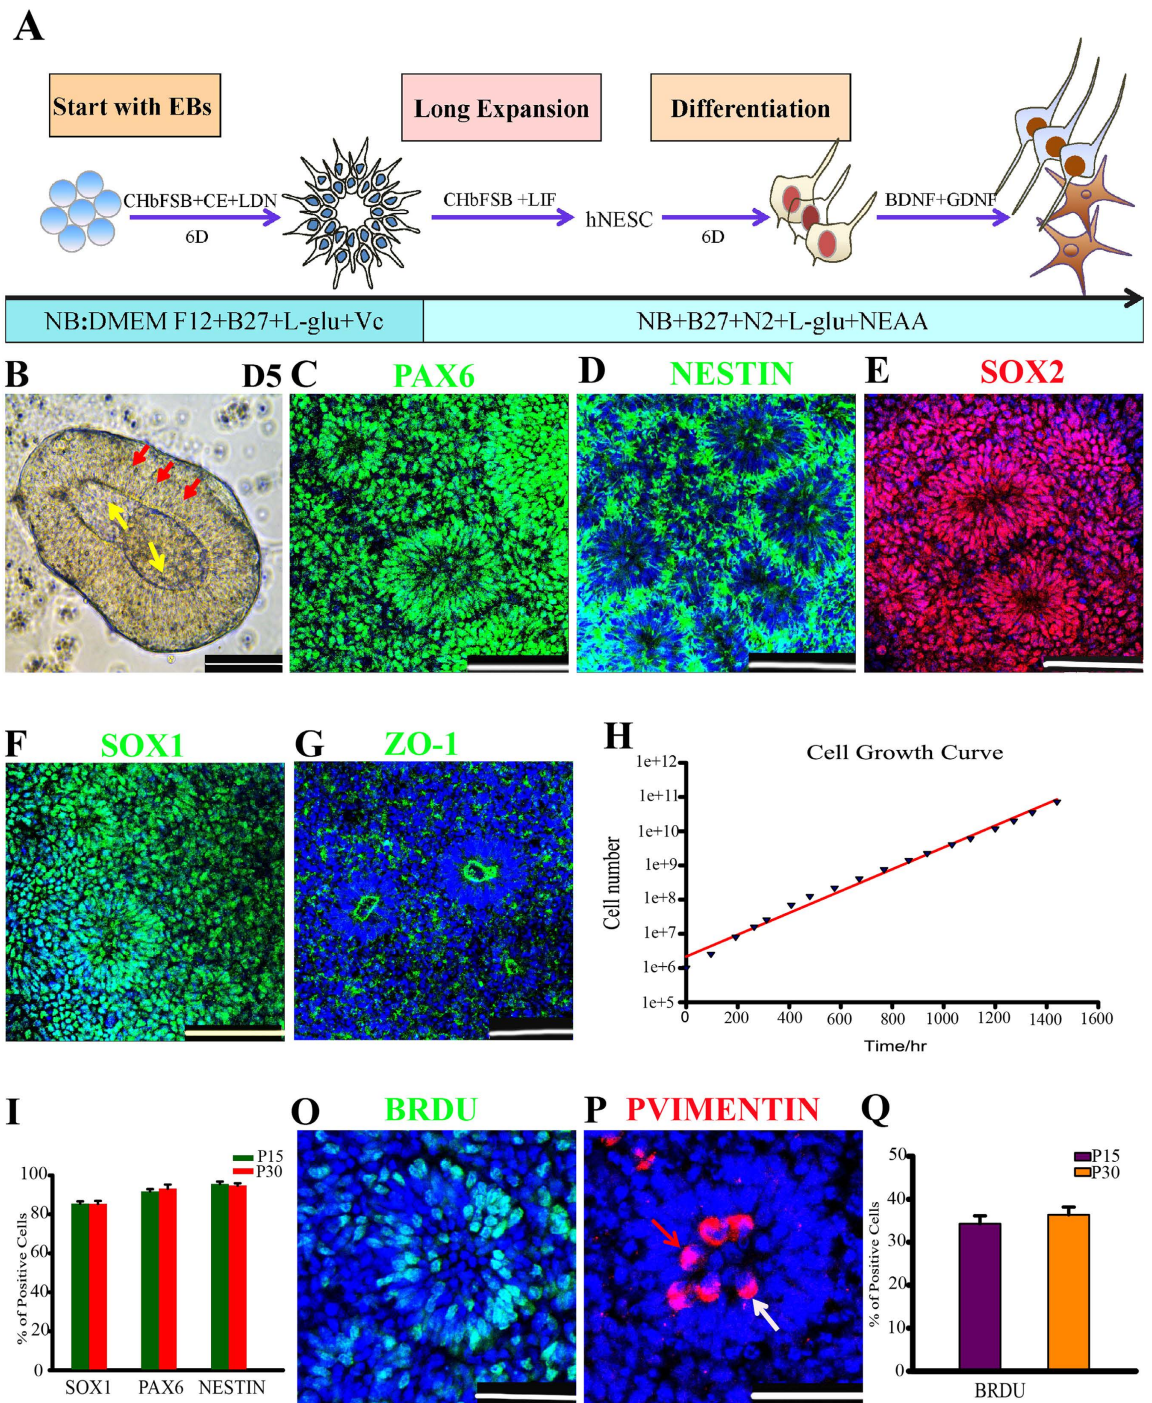 A
Start with EBs
Long Expansion
Differentiation
CHbFSB+CE+LDN
6D
CHbFSB +LIF
hNESC
6D
BDNF+GDNF
NB:DMEM F12+B27+L-glu+Vc
NB+B27+N2+L-glu+NEAA
B
D5
C
PAX6
D
NESTIN
E
SOX2
F
SOX1
G
ZO-1
H
Cell Growth Curve
1e+12
1e+11
1e+10
1e+9
1e+8
1e+7
1e+6
1e+5
Cell number
0 200 400 600 800 1000 1200 1400 1600
Time/hr
I
P15
P30
100
80
60
40
20
0
% of Positive Cells
SOX1 PAX6 NESTIN
O
BRDU
P
PVIMENTIN
Q
P15
P30
50
40
30
20
10
0
% of Positive Cells
BRDU